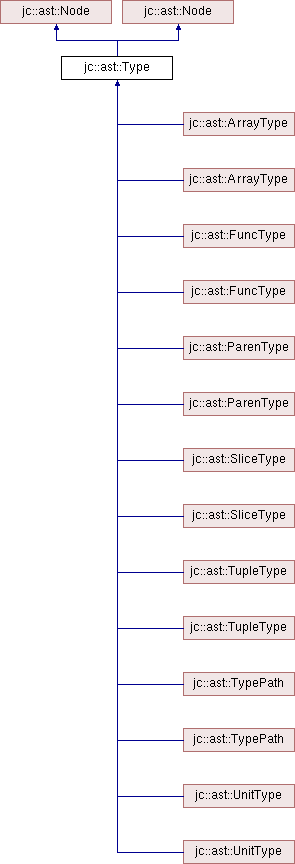 jc::ast::Node
jc::ast::Node
jc::ast::Type
jc::ast::ArrayType
jc::ast::ArrayType
jc::ast::FuncType
jc::ast::FuncType
jc::ast::ParenType
jc::ast::ParenType
jc::ast::SliceType
jc::ast::SliceType
jc::ast::TupleType
jc::ast::TupleType
jc::ast::TypePath
jc::ast::TypePath
jc::ast::UnitType
jc::ast::UnitType